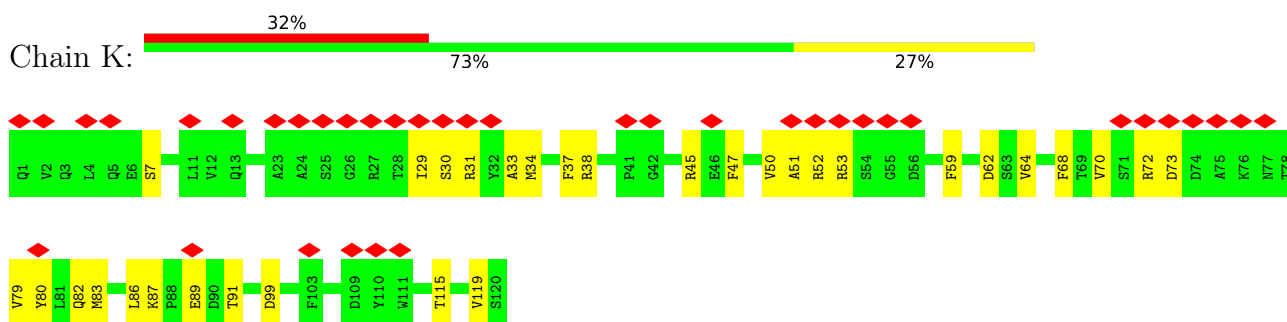 32%
Chain K:
73% 27%
Q1 V2 Q3 L4 Q5 E6 S7 L11 V12 Q13 A23 A24 S25 G26 R27 T28 I29 S30 R31 Y32 A33 M34 F37 R38 P41 G42 R45 E46 F47 V50 A51 R52 R53 S54 G55 D56 F59 D62 S63 V64 F68 T69 V70 S71 R72 D73 D74 A75 K76 N77 T78
V79 Y80 L81 Q82 M83 L86 K87 P88 E89 D90 T91 D99 F103 D109 Y110 W111 T115 V119 S120